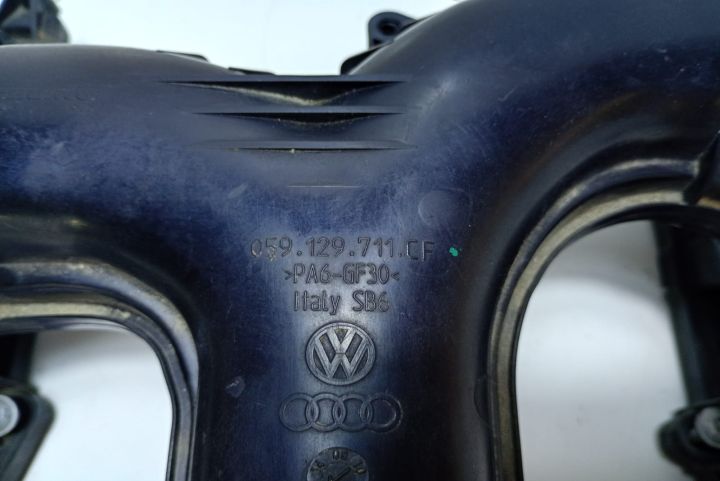 059.129.711.CF
>PA6-GF30<
Italy SB6